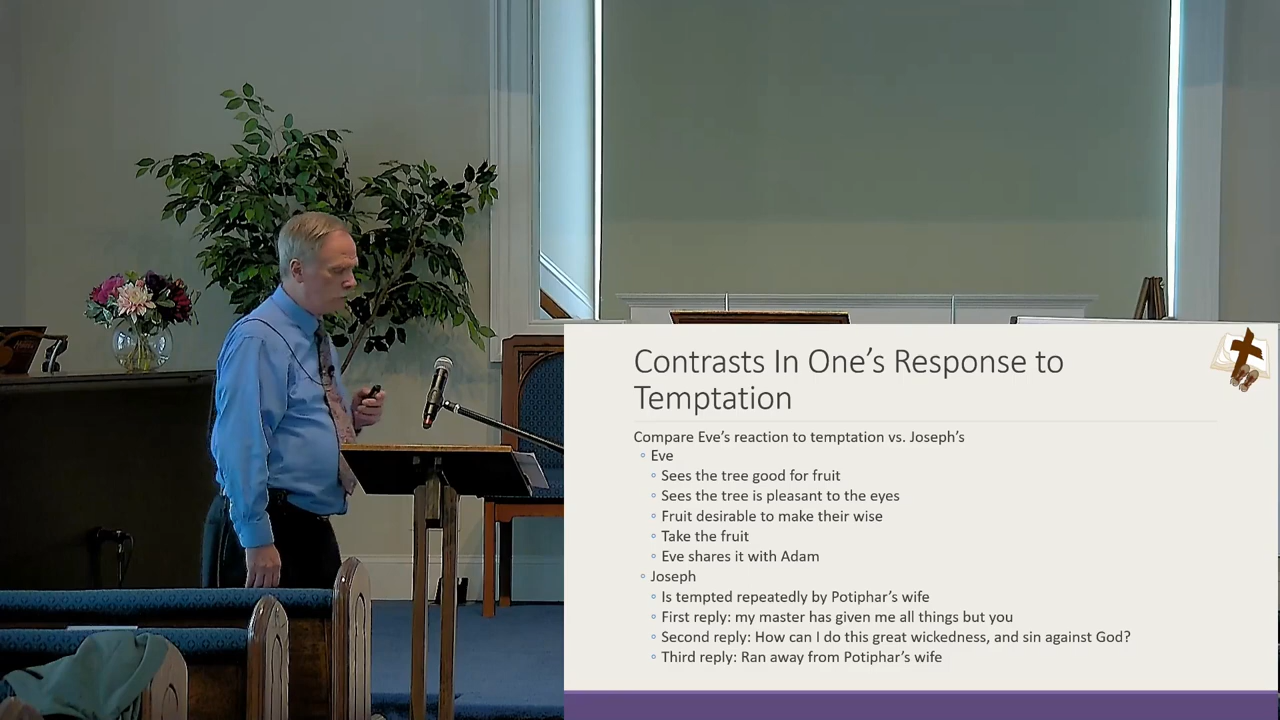 Contrasts In One's Response to
Temptation
Compare Eve's reaction to temptation vs. Joseph's
Eve
Sees the tree good for fruit
Sees the tree is pleasant to the eyes
Fruit desirable to make their wise
Take the fruit
Eve shares it with Adam
Joseph
Is tempted repeatedly by Potiphar's wife
First reply: my master has given me all things but you
Second reply: How can I do this great wickedness, and sin against God?
Third reply: Ran away from Potiphar's wife